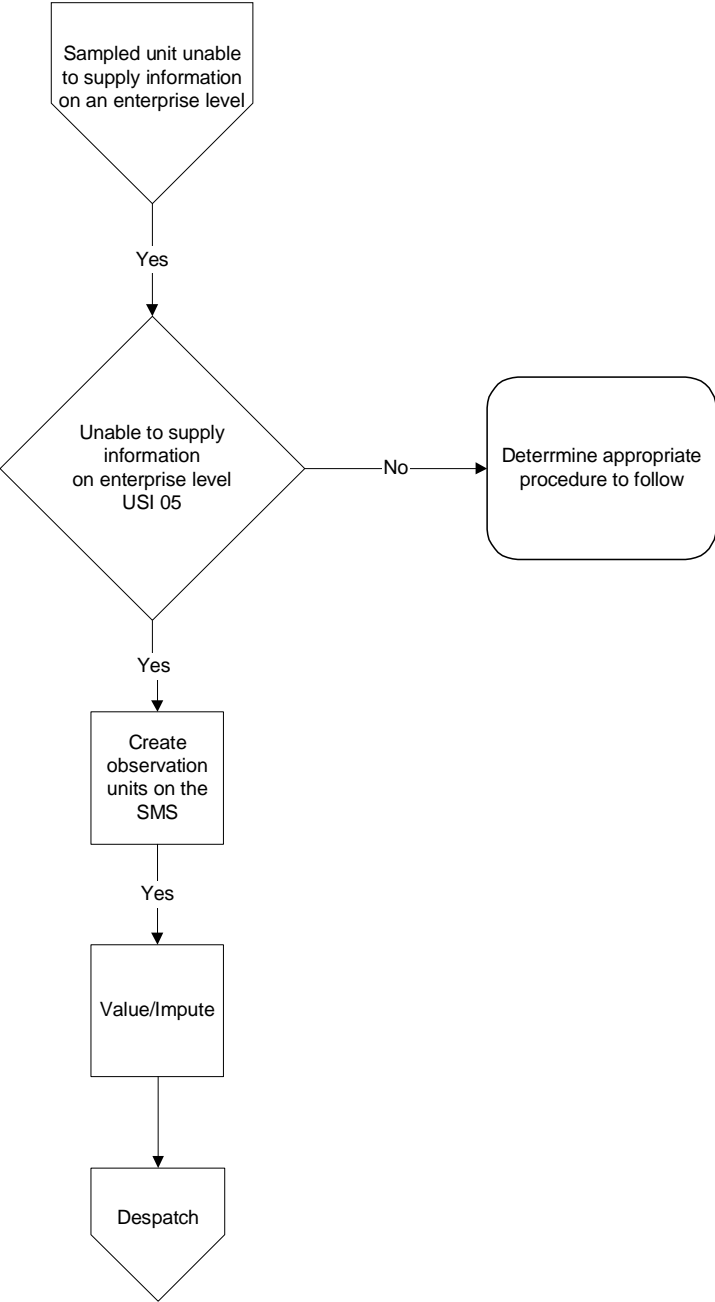 Sampled unit unable
to supply information
on an enterprise level
Yes
Unable to supply
information
on enterprise level
USI 05
No
Deterrmine appropriate
procedure to follow
Yes
Create
observation
units on the
SMS
Yes
Value/Impute
Despatch